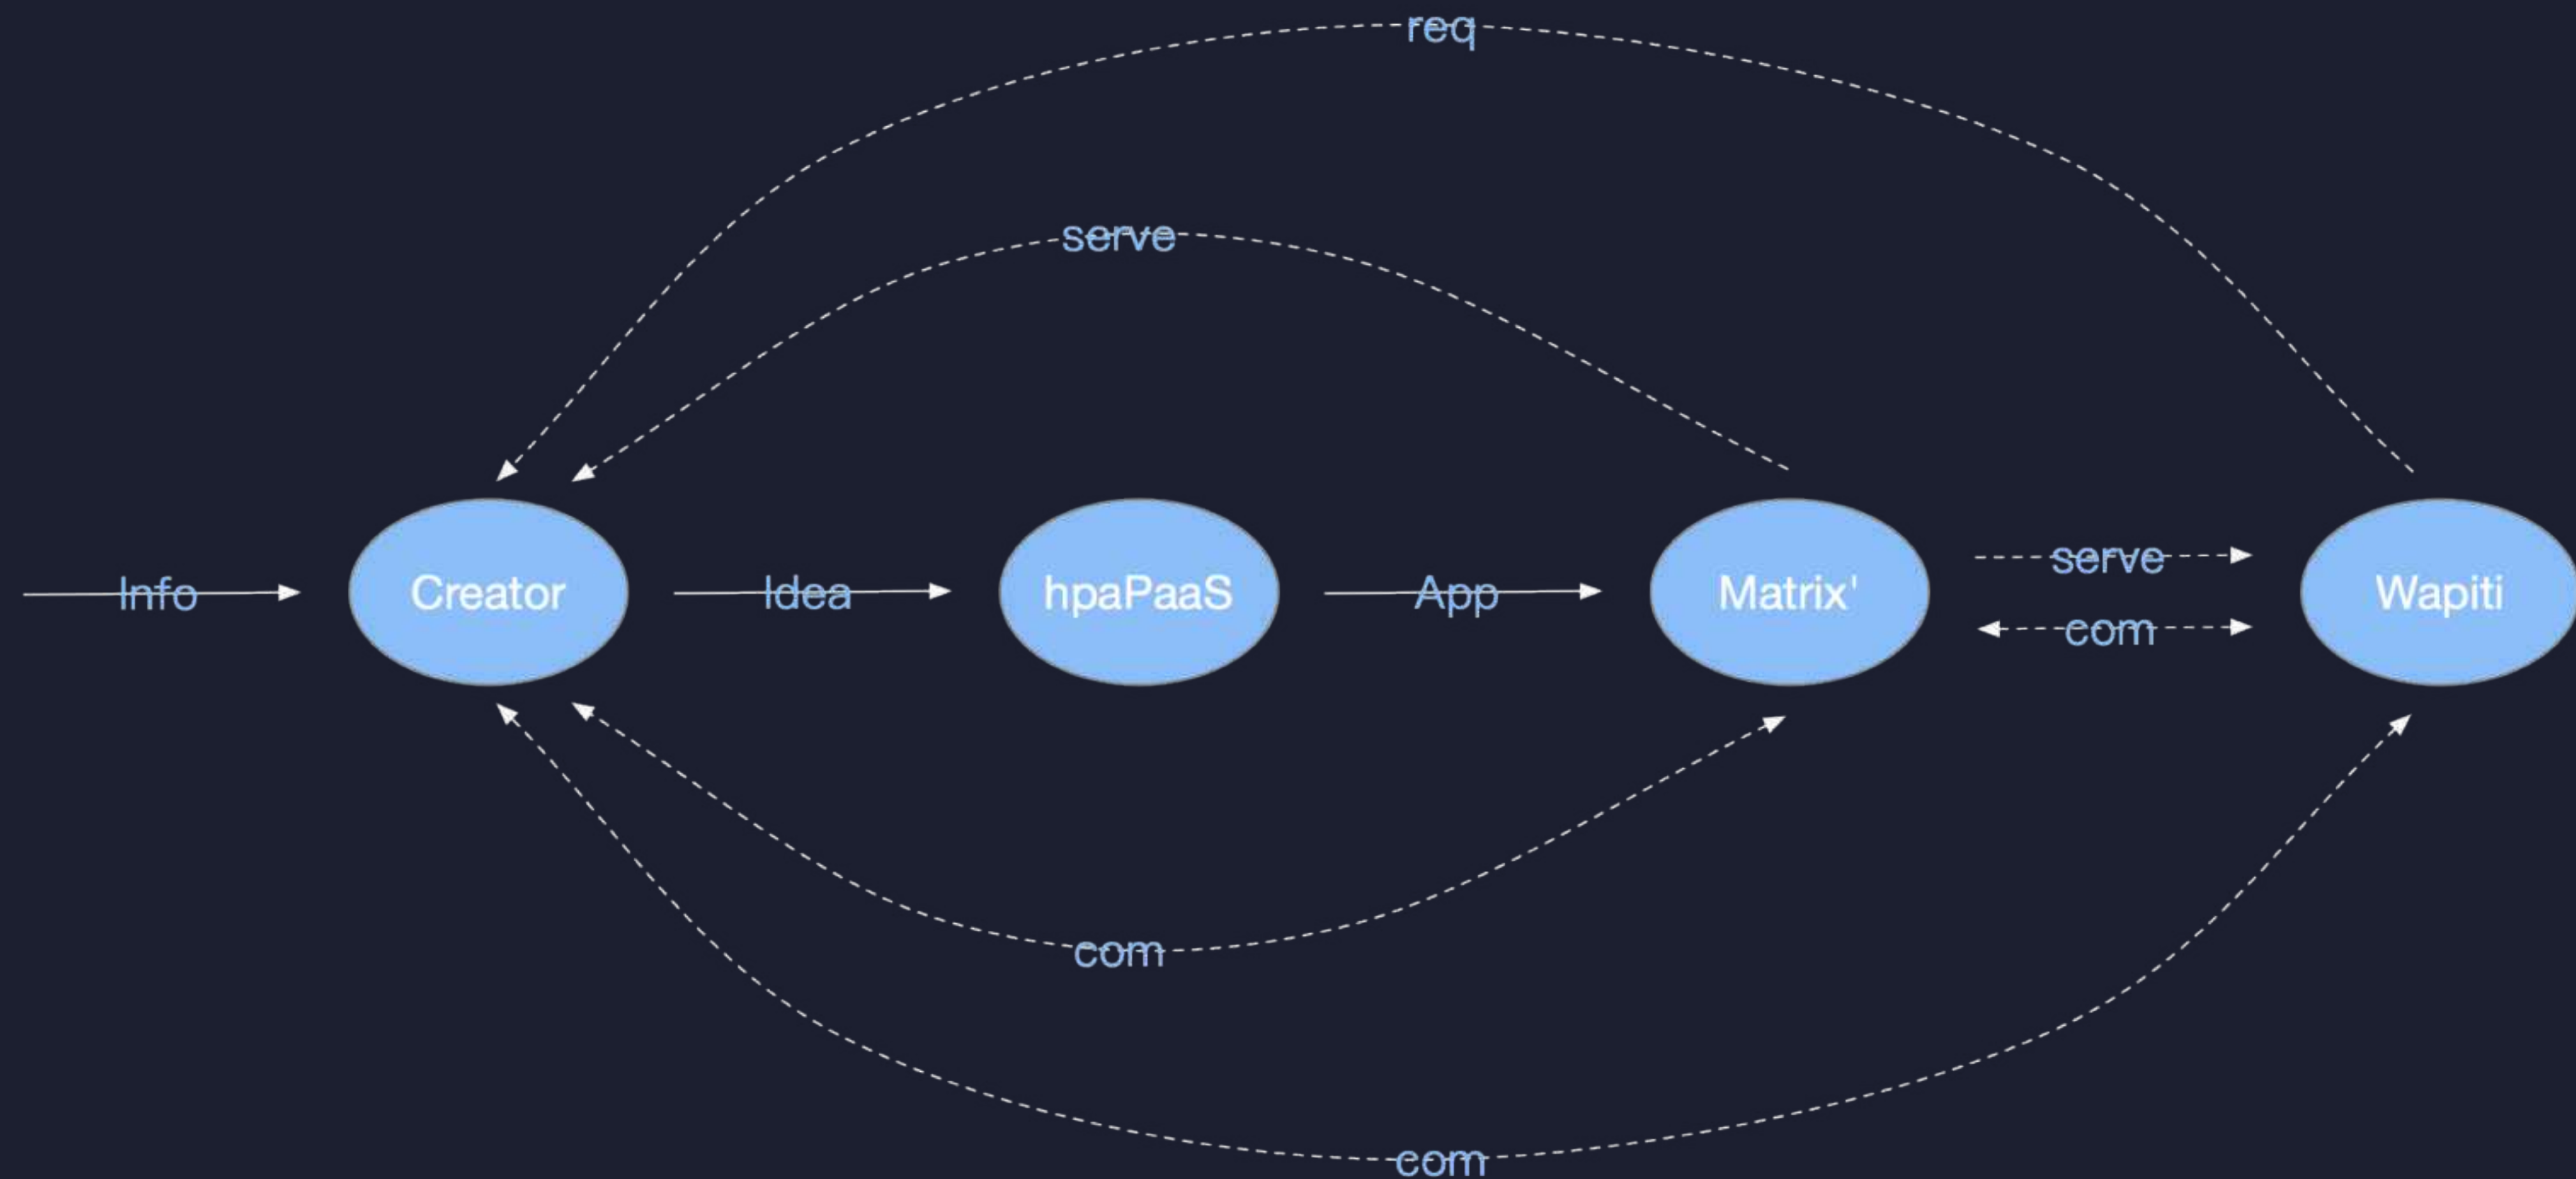 req
serve
Info
Creator
Idea
hpaPaaS
App
Matrix'
serve
com
Wapiti
com
com